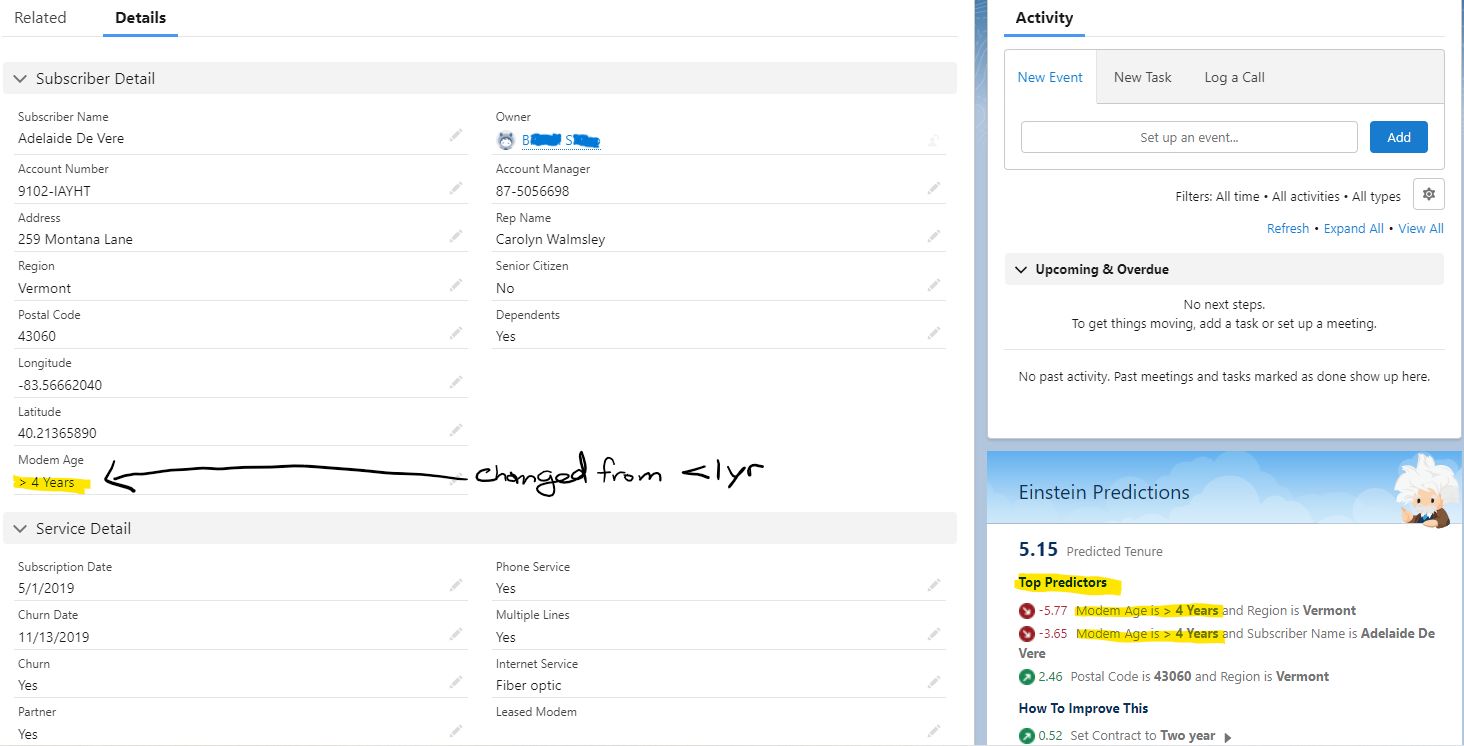 Related Details
Subscriber Detail
Subscriber Name
Adelaide De Vere
Account Number
9102-IAYHT
Address
259 Montana Lane
Region
Vermont
Postal Code
43060
Longitude
-83.56662040
Latitude
40.21365890
Modem Age
> 4 Years
changed from <1yr
Owner
B S
Account Manager
87-5056698
Rep Name
Carolyn Walmsley
Senior Citizen
No
Dependents
Yes
Service Detail
Subscription Date
5/1/2019
Churn Date
11/13/2019
Churn
Yes
Partner
Yes
Phone Service
Yes
Multiple Lines
Yes
Internet Service
Fiber optic
Leased Modem
Activity
New Event New Task Log a Call
Set up an event... Add
Filters: All time • All activities • All types
Refresh • Expand All • View All
Upcoming & Overdue
No next steps.
To get things moving, add a task or set up a meeting.
No past activity. Past meetings and tasks marked as done show up here.
Einstein Predictions
5.15 Predicted Tenure
Top Predictors
-5.77 Modem Age is > 4 Years and Region is Vermont
-3.65 Modem Age is > 4 Years and Subscriber Name is Adelaide De
Vere
2.46 Postal Code is 43060 and Region is Vermont
How To Improve This
0.52 Set Contract to Two year